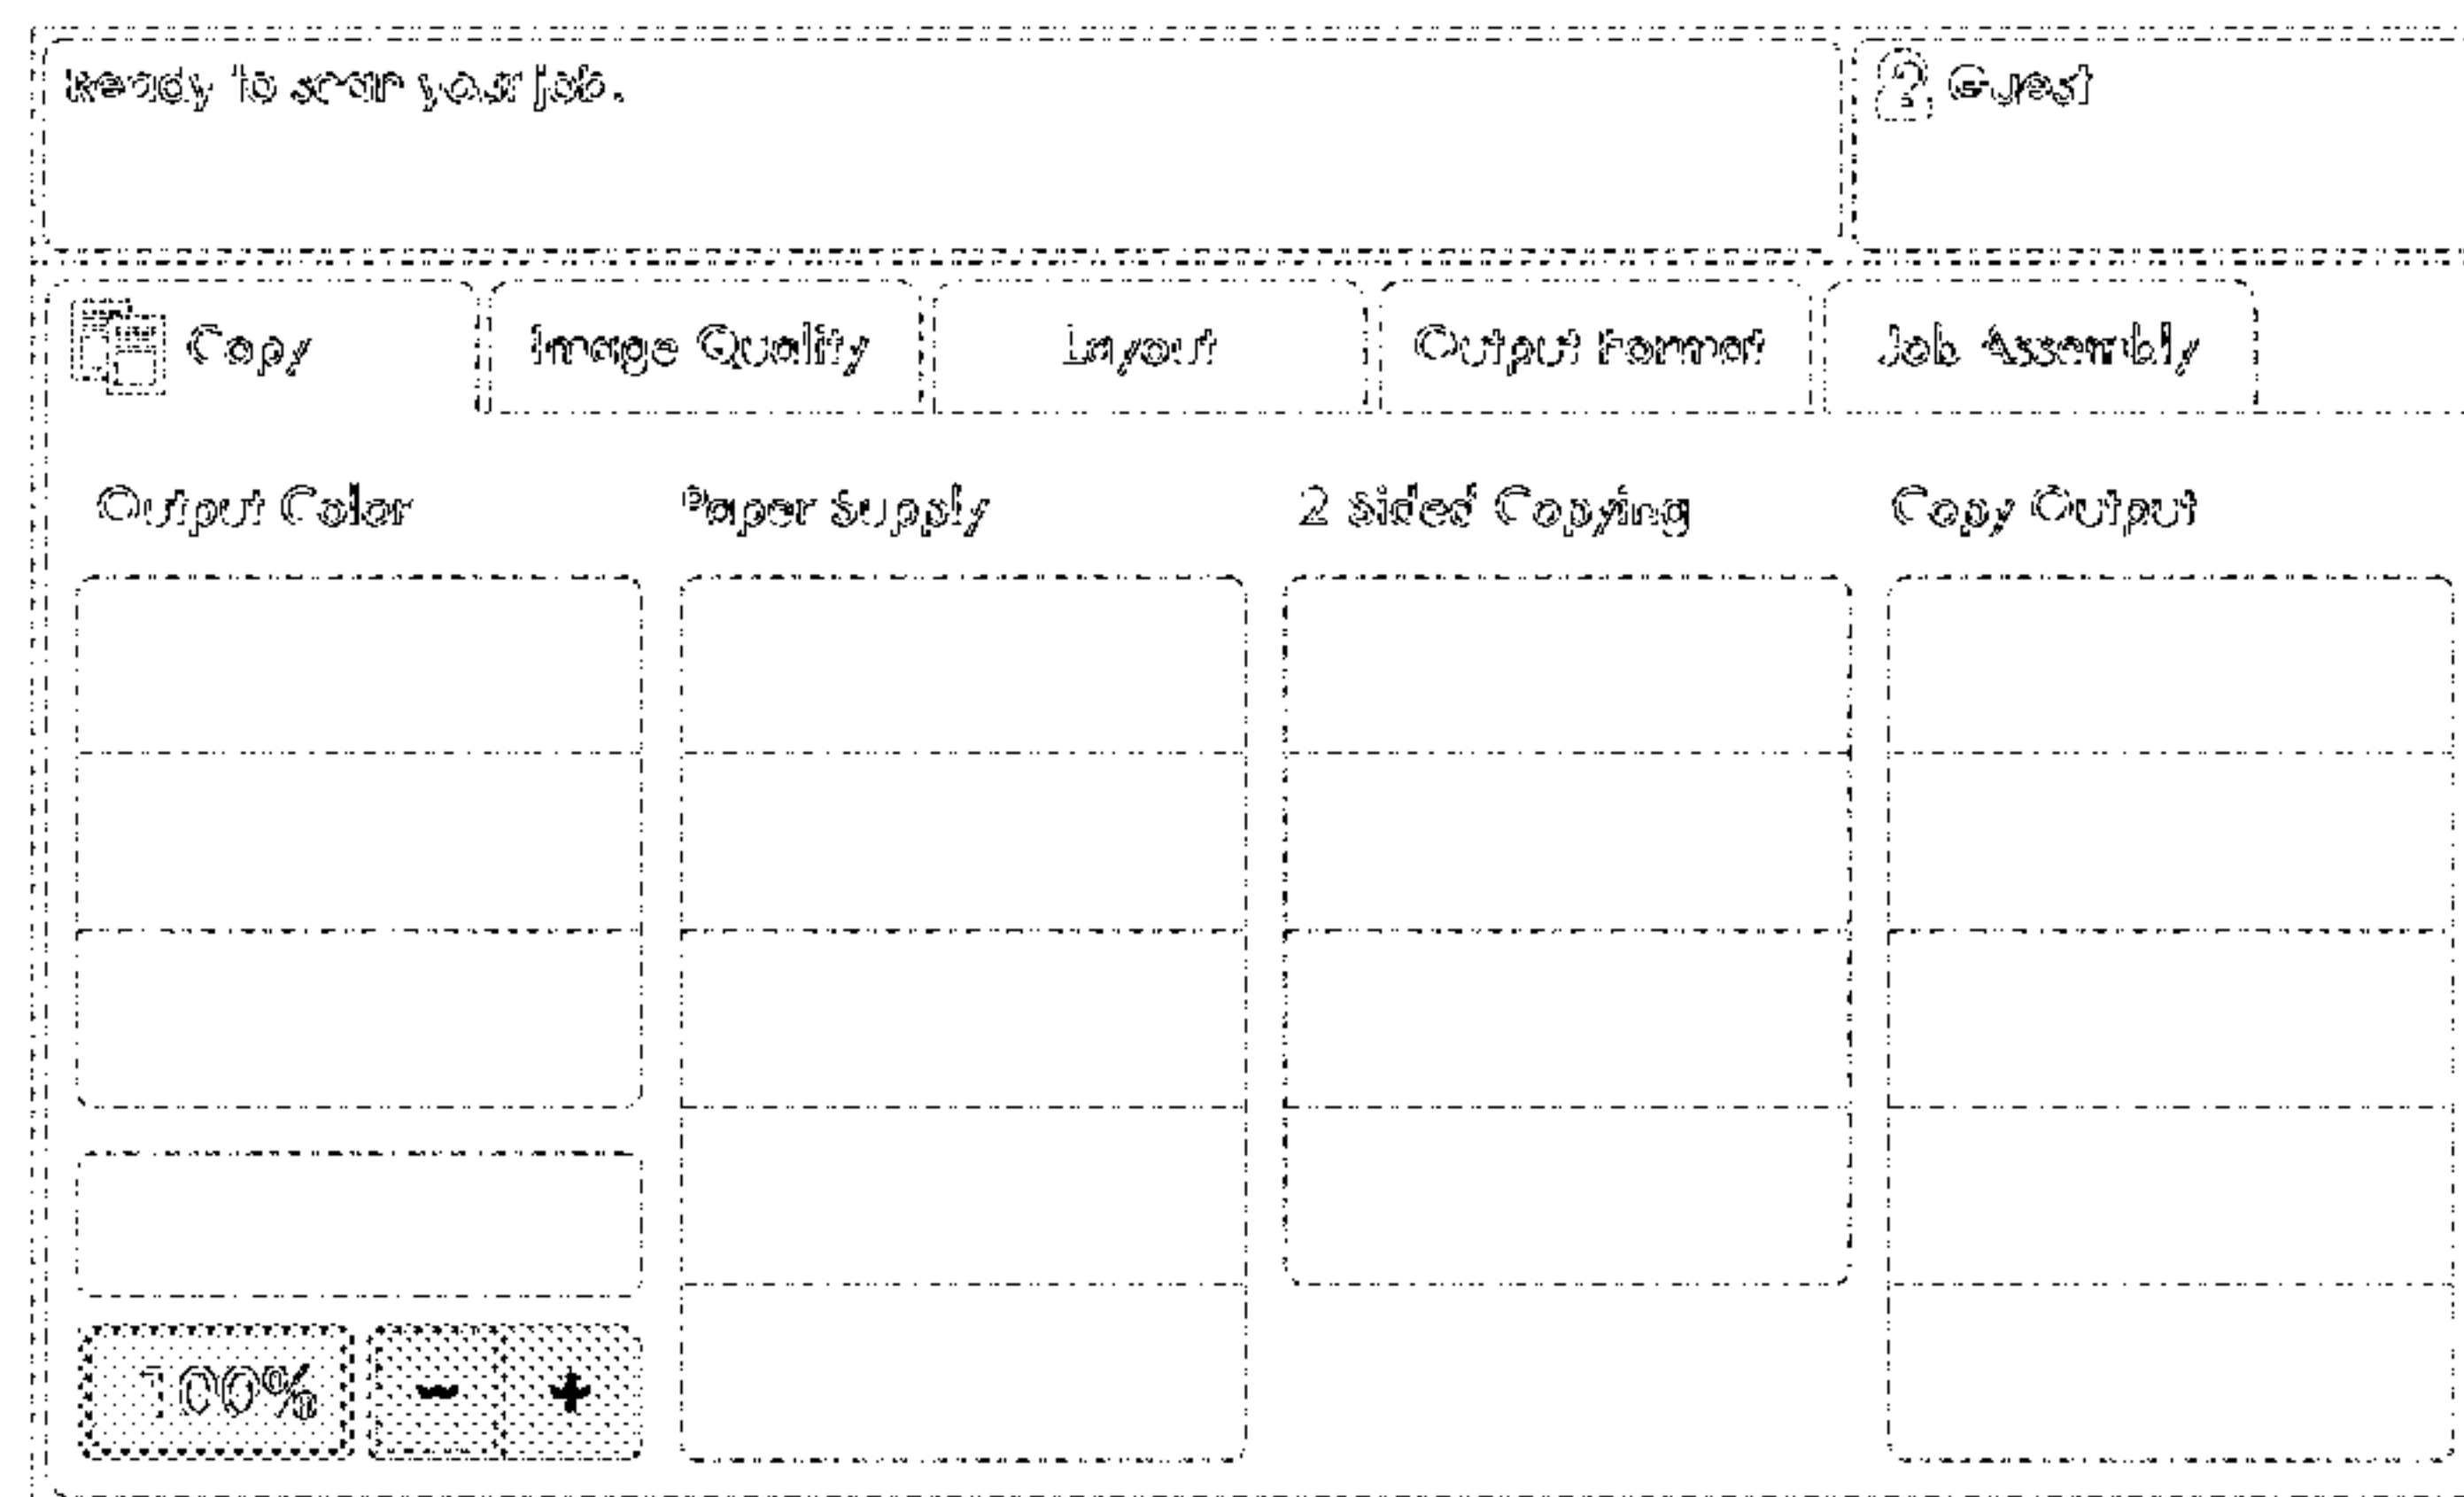 Ready to scan your job.
Guest
Copy
Image Quality
Layout
Output Format
Job Assembly
Output Color
Paper Supply
2 Sided Copying
Copy Output
100%
- +